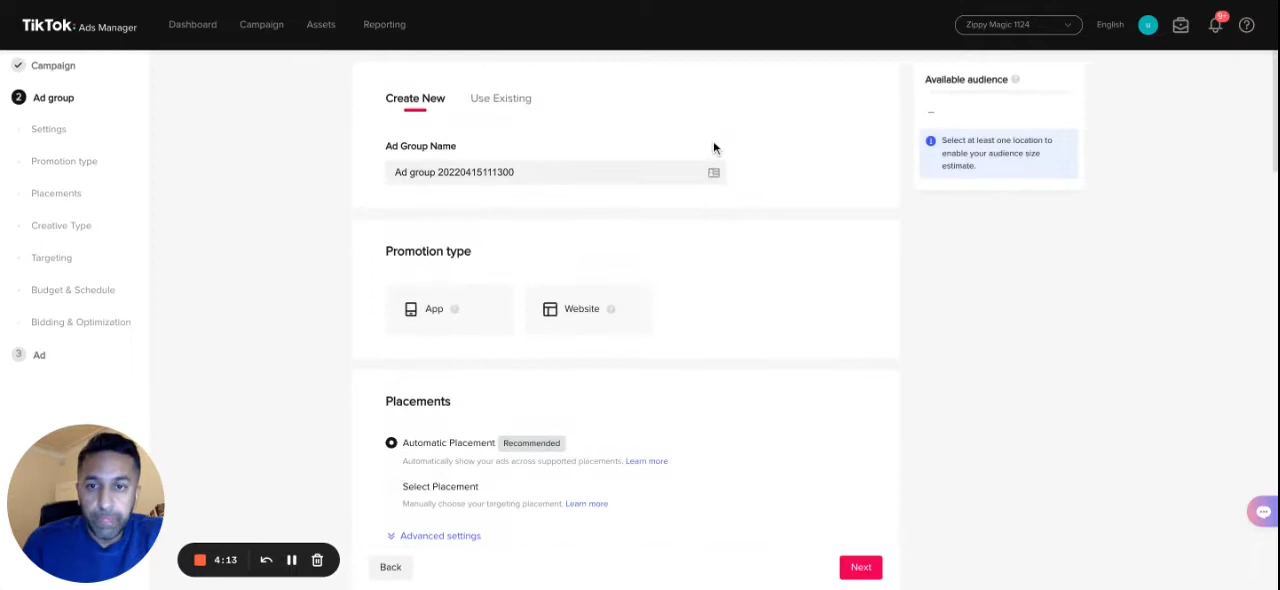 TikTok: Ads Manager
Dashboard
Campaign
Assets
Reporting
Zippy Magic 1124
English
u
9+
Campaign
2 Ad group
Settings
Promotion type
Placements
Creative Type
Targeting
Budget & Schedule
Bidding & Optimization
3 Ad
Create New
Use Existing
Ad Group Name
Ad group 20220415111300
Promotion type
App
Website
Placements
Automatic Placement Recommended
Automatically show your ads across supported placements. Learn more
Select Placement
Manually choose your targeting placement. Learn more
Advanced settings
Back
Next
Available audience
–
Select at least one location to
enable your audience size
estimate.
4:13